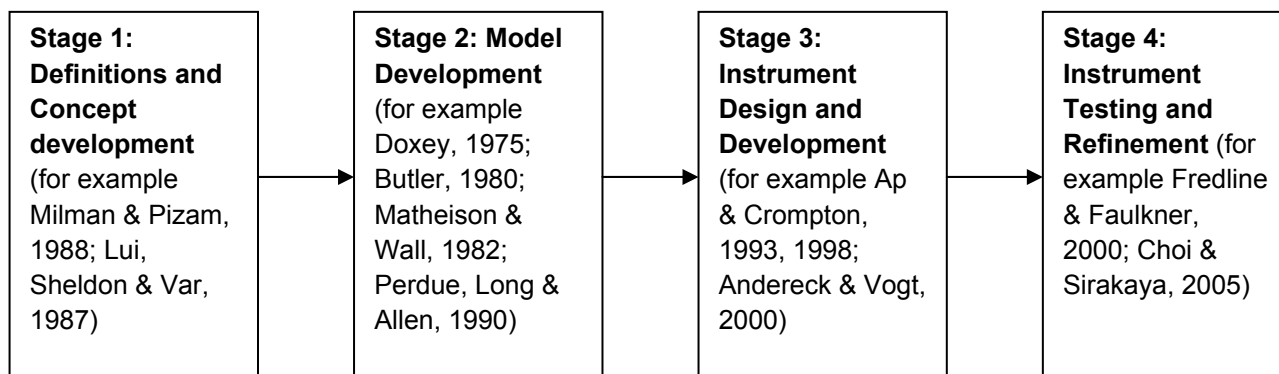 Stage 1:
Definitions and
Concept
development
(for example
Milman & Pizam,
1988; Lui,
Sheldon & Var,
1987)
Stage 2: Model
Development
(for example
Doxey, 1975;
Butler, 1980;
Matheison &
Wall, 1982;
Perdue, Long &
Allen, 1990)
Stage 3:
Instrument
Design and
Development
(for example Ap
& Crompton,
1993, 1998;
Andereck & Vogt,
2000)
Stage 4:
Instrument
Testing and
Refinement (for
example Fredline
& Faulkner,
2000; Choi &
Sirakaya, 2005)